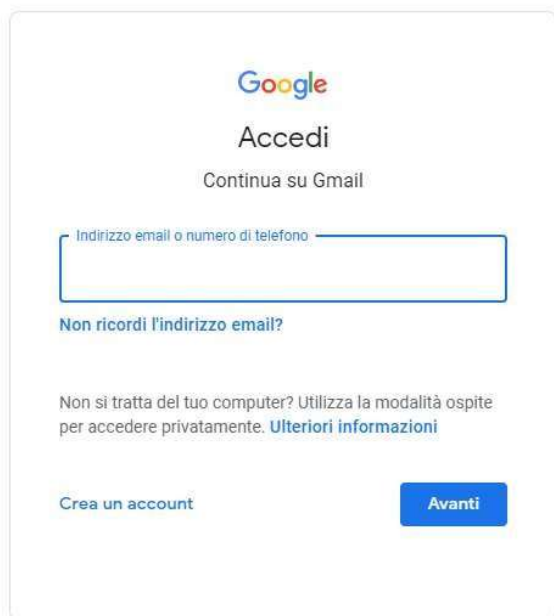 Google
Accedi
Continua su Gmail
Indirizzo email o numero di telefono
Non ricordi l'indirizzo email?
Non si tratta del tuo computer? Utilizza la modalità ospite
per accedere privatamente. Ulteriori informazioni
Crea un account
Avanti